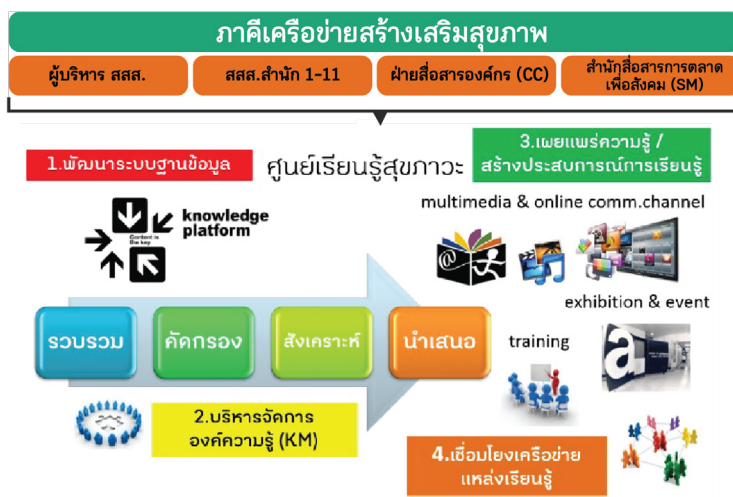 ภาคีเครือข่ายสร้างเสริมสุขภาพ
ผู้บริหาร สสส.
สสส.สำนัก 1-11
ฝ่ายสื่อสารองค์กร (CC)
สำนักสื่อสารการตลาด
เพื่อสังคม (SM)
1.พัฒนาระบบฐานข้อมูล
ศูนย์เรียนรู้สุขภาวะ
3.เผยแพร่ความรู้ /
สร้างประสบการณ์การเรียนรู้
knowledge
platform
Content is
the key
multimedia & online comm.channel
@
exhibition & event
a
training
รวบรวม
คัดกรอง
สังเคราะห์
นำเสนอ
2.บริหารจัดการ
องค์ความรู้ (KM)
4.เชื่อมโยงเครือข่าย
แหล่งเรียนรู้